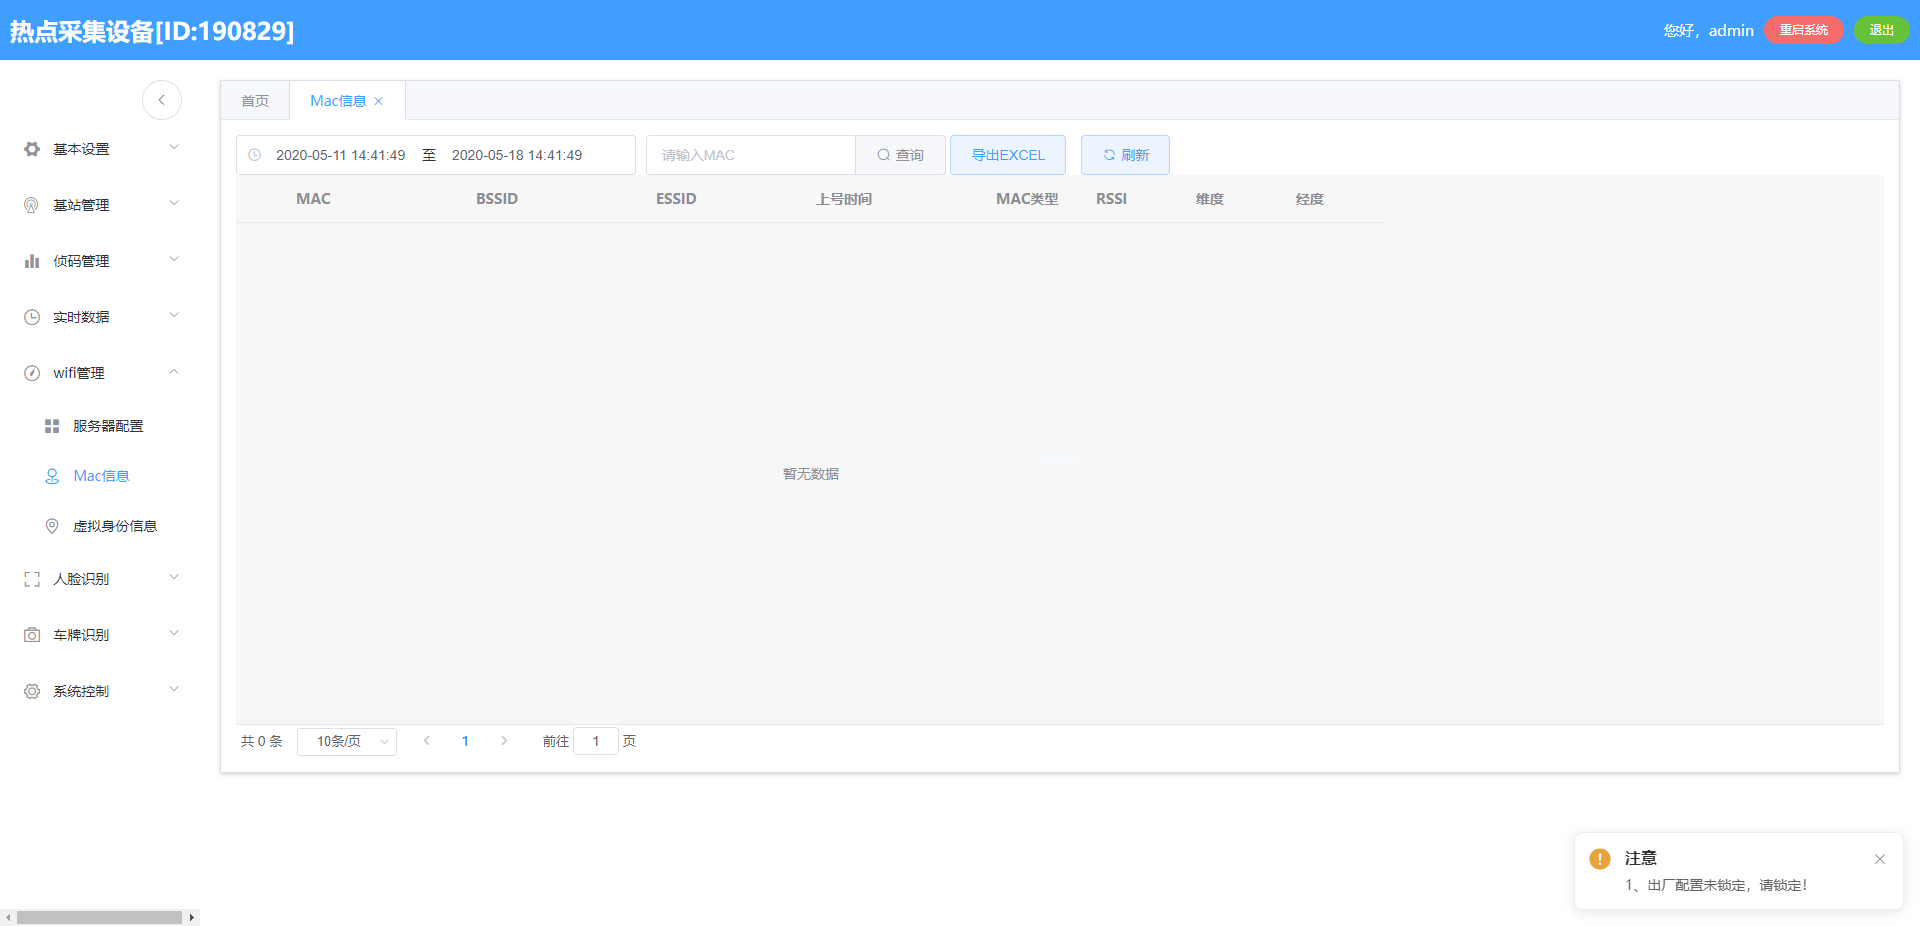 热点采集设备[ID:190829]
您好，admin
重启系统
退出
首页
Mac信息
基本设置
基站管理
侦码管理
实时数据
wifi管理
服务器配置
Mac信息
虚拟身份信息
人脸识别
车牌识别
系统控制
2020-05-11 14:41:49 至 2020-05-18 14:41:49
请输入MAC
查询
导出EXCEL
刷新
MAC BSSID ESSID 上号时间 MAC类型 RSSI 维度 经度
暂无数据
共 0 条 10条/页 1 前往 1 页
注意
1、出厂配置未锁定，请锁定！